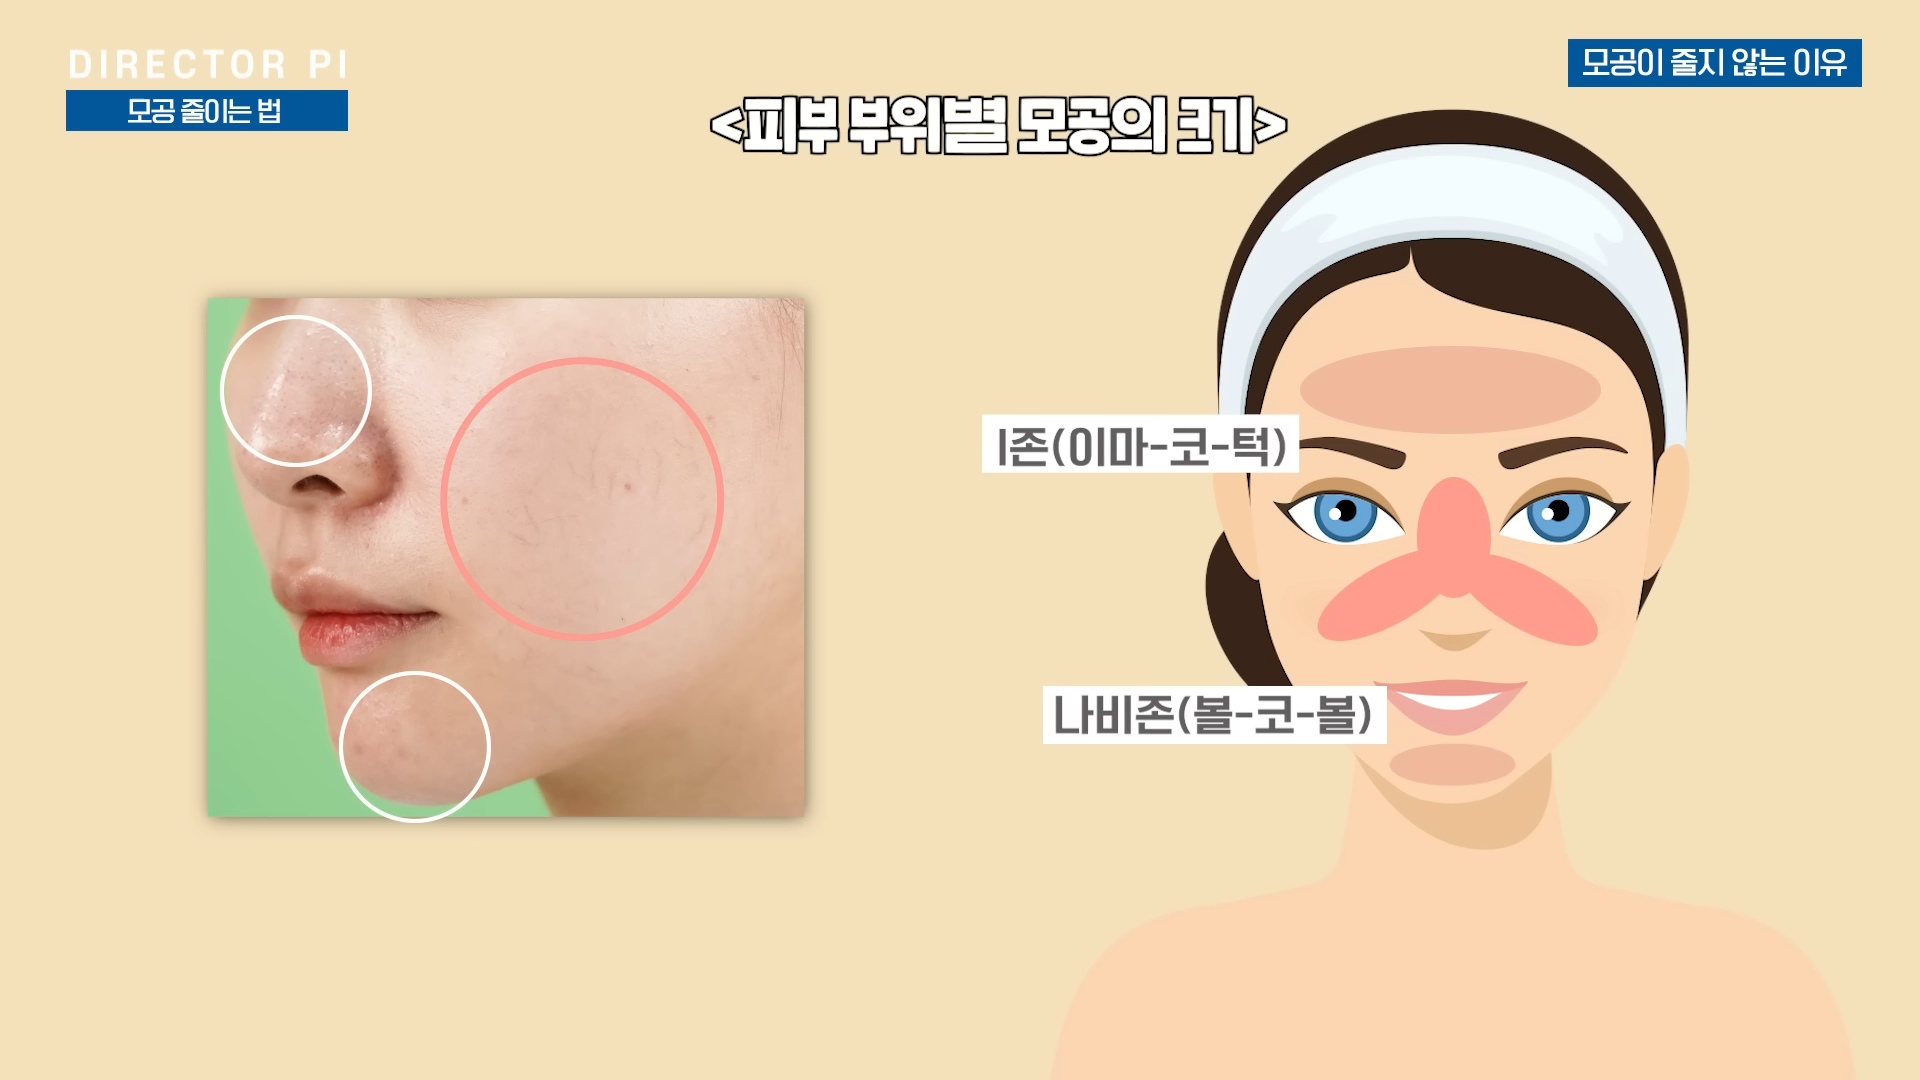 DIRECTOR PI
모공 줄이는 법
모공이 줄지 않는 이유
<피부 부위별 모공의 크기>
I존(이마-코-턱)
나비존(볼-코-볼)